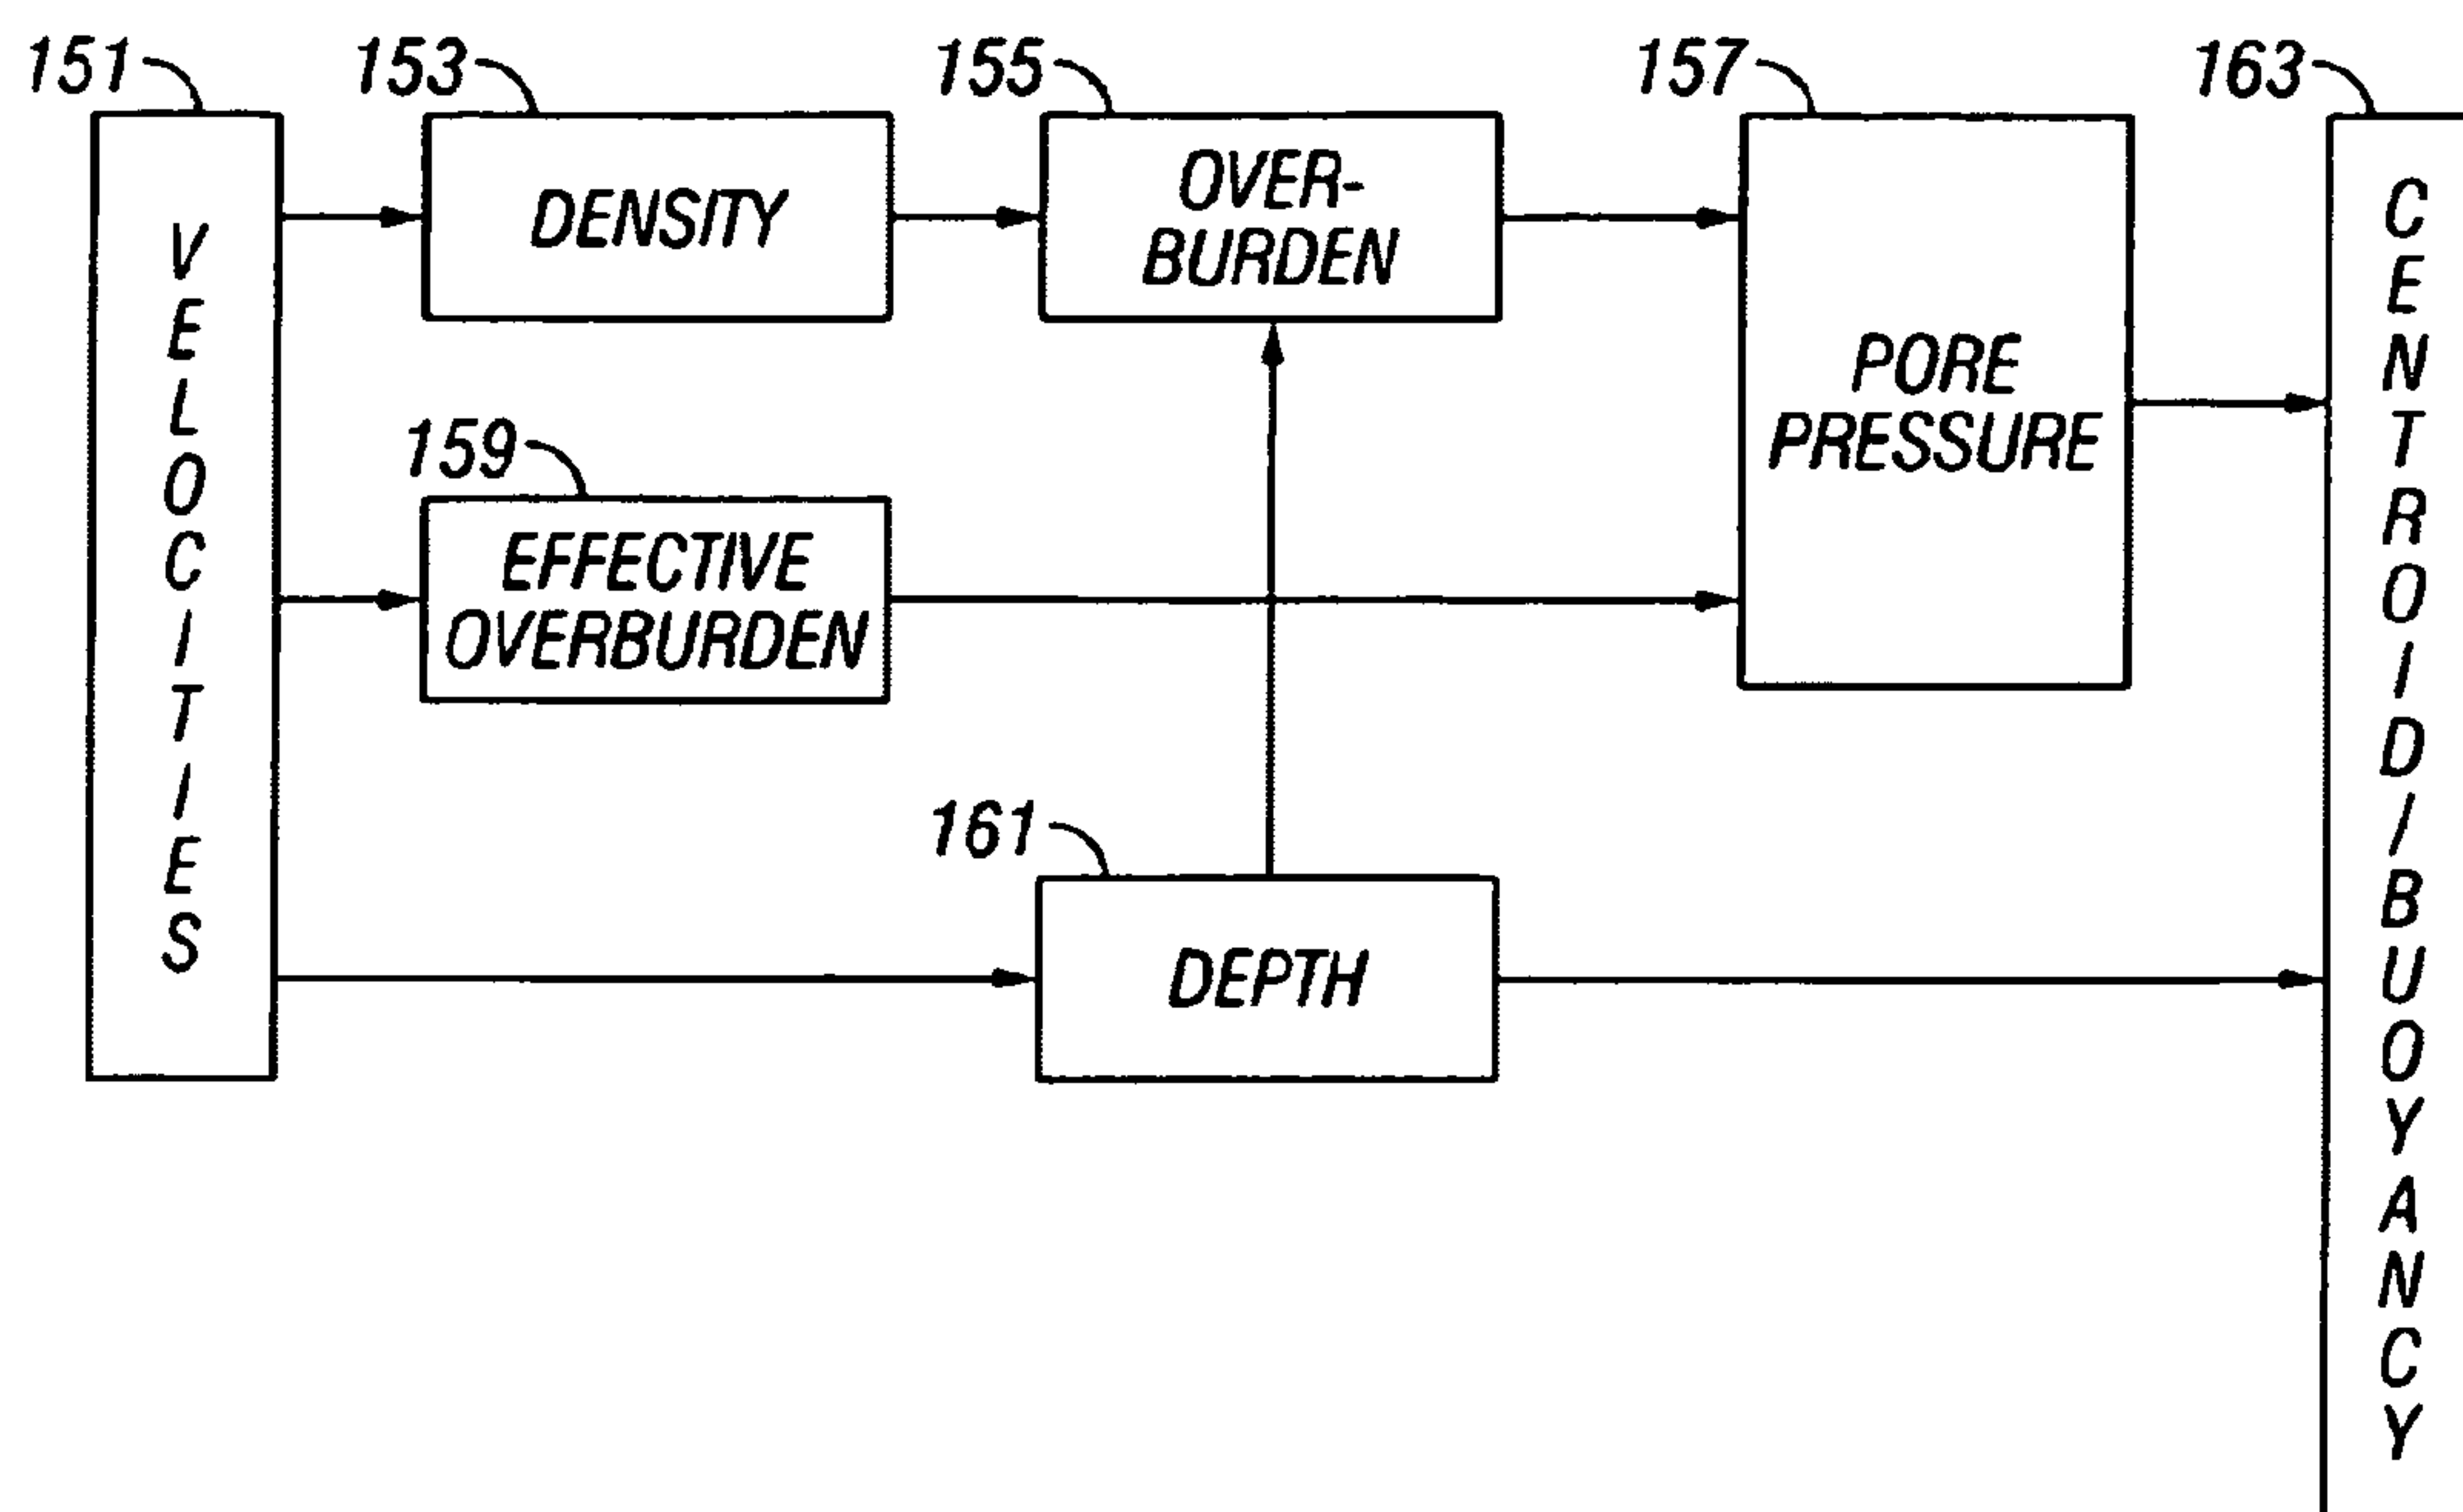 151
153
155
157
163
VELOCITIES
DENSITY
OVER-
BURDEN
PORE
PRESSURE
CENTROID/BUOYANCY
159
EFFECTIVE
OVERBURDEN
161
DEPTH